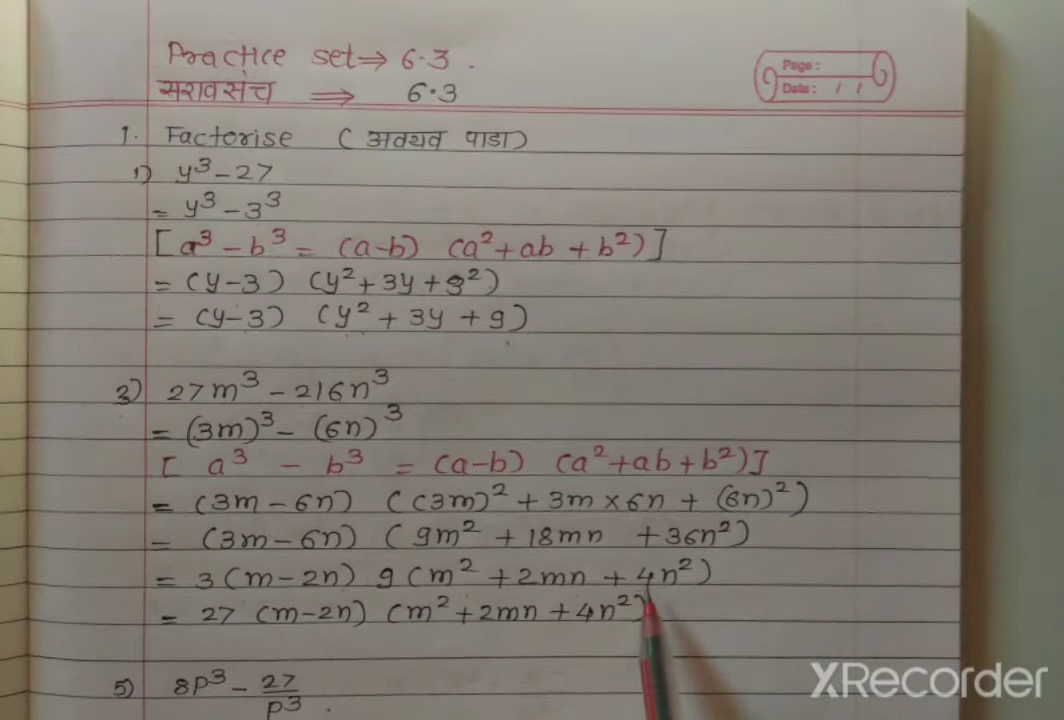 Practice set ⇒ 6.3.
सरावसंच ⇒ 6.3
Page:
Date: / /
1. Factorise (अवयव पाडा)
1) y³ - 27
= y³ - 3³
[a³ - b³ = (a-b) (a² + ab + b²)]
= (y-3) (y² + 3y + 3²)
= (y-3) (y² + 3y + 9)
3) 27m³ - 216n³
= (3m)³ - (6n)³
[a³ - b³ = (a-b) (a² + ab + b²)]
= (3m - 6n) ((3m)² + 3m × 6n + (6n)²)
= (3m - 6n) (9m² + 18mn + 36n²)
= 3 (m - 2n) 9 (m² + 2mn + 4n²)
= 27 (m - 2n) (m² + 2mn + 4n²)
5) 8p³ - 27/p³.
XRecorder